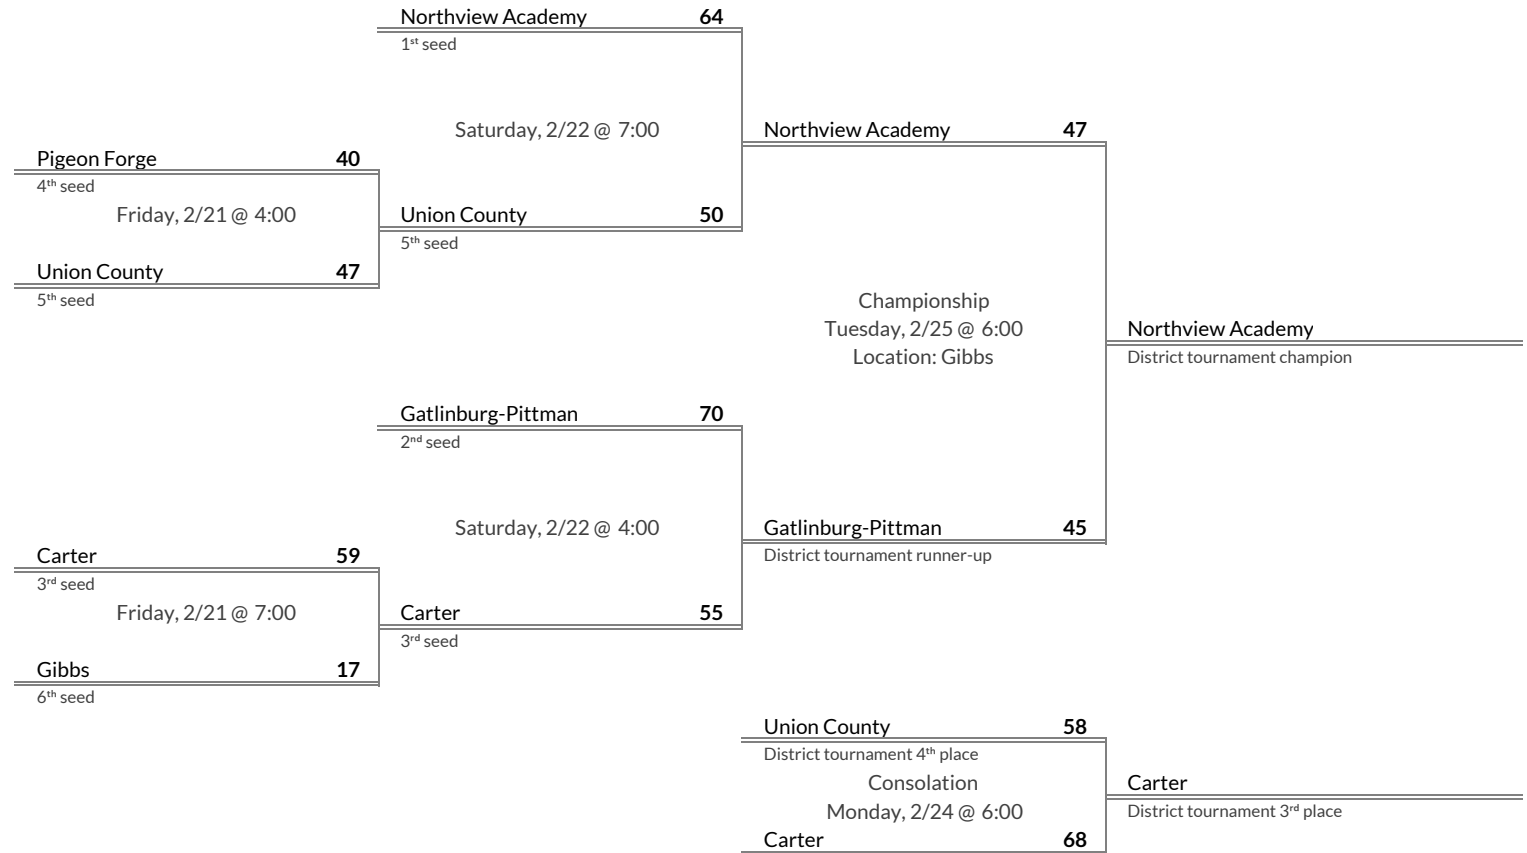 Northview Academy 64
1st seed
Saturday, 2/22 @ 7:00
Northview Academy 47
Pigeon Forge 40
4th seed
Friday, 2/21 @ 4:00
Union County 50
5th seed
Union County 47
5th seed
Championship
Tuesday, 2/25 @ 6:00
Location: Gibbs
Northview Academy
District tournament champion
Gatlinburg-Pittman 70
2nd seed
Saturday, 2/22 @ 4:00
Gatlinburg-Pittman 45
District tournament runner-up
Carter 59
3rd seed
Friday, 2/21 @ 7:00
Carter 55
3rd seed
Gibbs 17
6th seed
Union County 58
District tournament 4th place
Consolation
Monday, 2/24 @ 6:00
Carter 68
Carter
District tournament 3rd place